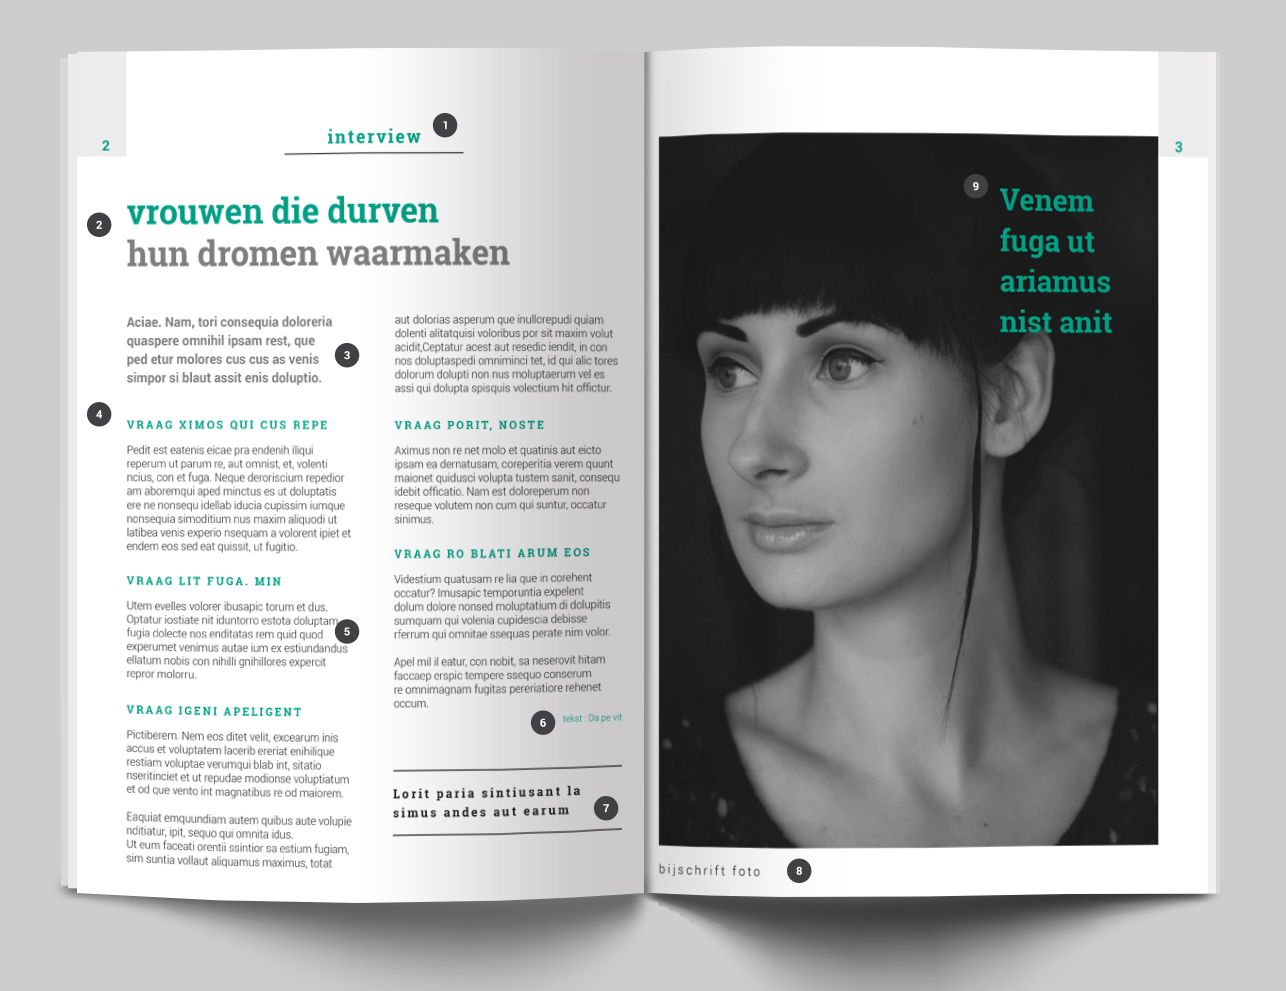 2
interview
1
2
vrouwen die durven
hun dromen waarmaken
Aciae. Nam, tori consequia doloreria
quaspere omnihil ipsam rest, que
ped etur molores cus cus as venis
simpor si blaut assit enis doluptio.
3
4
VRAAG XIMOS QUI CUS REPE
Pedit est eatenis eicae pra endenih iliqui
reperum ut parum re, aut omnist, et, volenti
ncius, con et fuga. Neque deroriscium repedior
am aboremqui aped minctus es ut doluptatis
ere ne nonsequ idellab iducia cupissim iumque
nonsequia simoditium nus maxim aliquodi ut
latibea venis experio nsequam a volorent ipiet et
endem eos sed eat quissit, ut fugitio.
VRAAG LIT FUGA. MIN
Utem evelles volorer ibusapic torum et dus.
Optatur iostiate nit iduntorro estota doluptam
fugia dolecte nos enditatas rem quid quod
experumet venimus autae ium ex estiundandus
ellatum nobis con nihilli gnihillores expercit
repror molorru.
5
VRAAG IGENI APELIGENT
Pictiberem. Nem eos ditet velit, excearum inis
accus et voluptatem lacerib ereriat enihilique
restiam voluptae verumqui blab int, sitatio
nseritinciet et ut repudae modionse voluptiatum
et od que vento int magnatibus re od maiorem.
Eaquiat emquundiam autem quibus aute volupie
nditiatur, ipit, sequo qui omnita idus.
Ut eum faceati orentii ssintior sa estium fugiam,
sim suntia vollaut aliquamus maximus, totat
aut dolorias asperum que inullorepudi quiam
dolenti alitatquisi voloribus por sit maxim volut
acidit,Ceptatur acest aut resedic iendit, in con
nos doluptaspedi omniminci tet, id qui alic tores
dolorum dolupti non nus moluptaerum vel es
assi qui dolupta spisquis volectium hit offictur.
VRAAG PORIT, NOSTE
Aximus non re net molo et quatinis aut eicto
ipsam ea dernatusam, coreperitia verem quunt
maionet quidusci volupta tustem sanit, consequ
idebit officatio. Nam est doloreperum non
reseque volutem non cum qui suntur, occatur
sinimus.
VRAAG RO BLATI ARUM EOS
Videstium quatusam re lia que in corehent
occatur? Imusapic temporuntia expelent
dolum dolore nonsed moluptatium di dolupitis
sumquam qui volenia cupidescia debisse
rferrum qui omnitae ssequas perate nim volor.
Apel mil il eatur, con nobit, sa neserovit hitam
faccaep erspic tempere ssequo conserum
re omnimagnam fugitas pereriatiore rehenet
occum.
6
tekst : Da pe vit
Lorit paria sintiusant la
simus andes aut earum
7
3
9
Venem
fuga ut
ariamus
nist anit
bijschrift foto
8